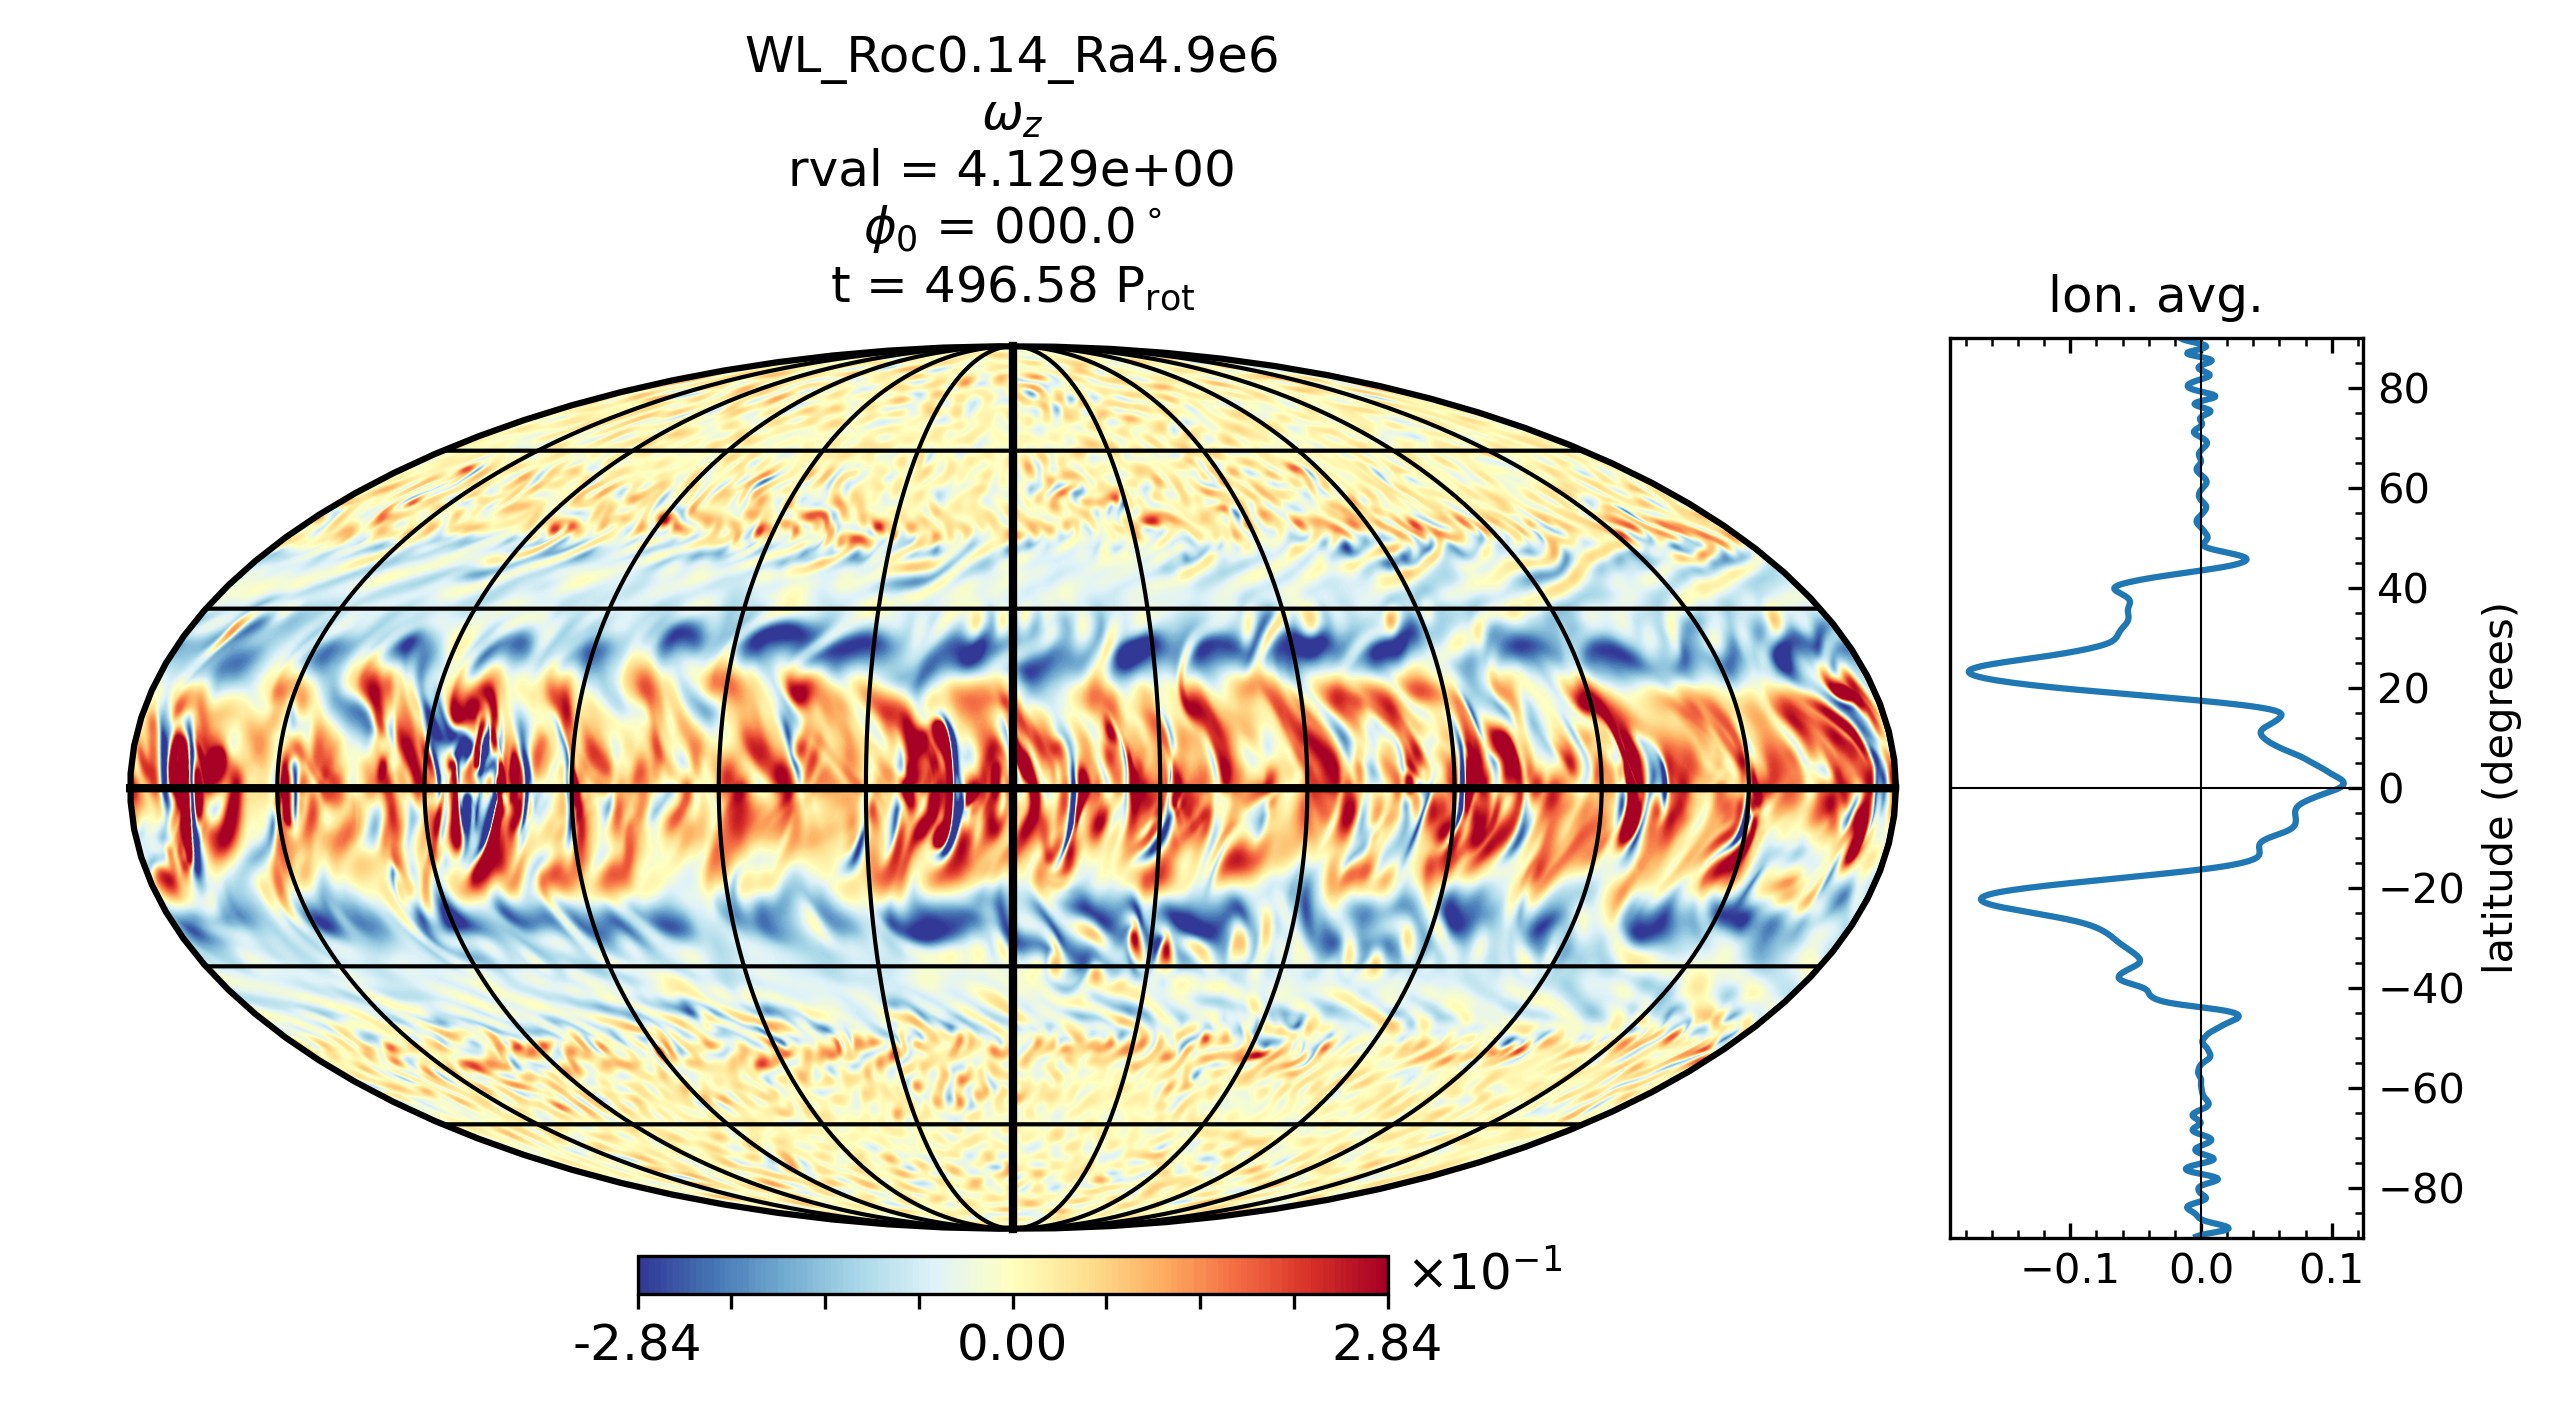 WL_Roc0.14_Ra4.9e6
ω_z
rval = 4.129e+00
ϕ₀ = 000.0°
t = 496.58 P_rot
lon. avg.
80
60
40
20
0
−20
−40
−60
−80
latitude (degrees)
−0.1 0.0 0.1
×10⁻¹
-2.84 0.00 2.84